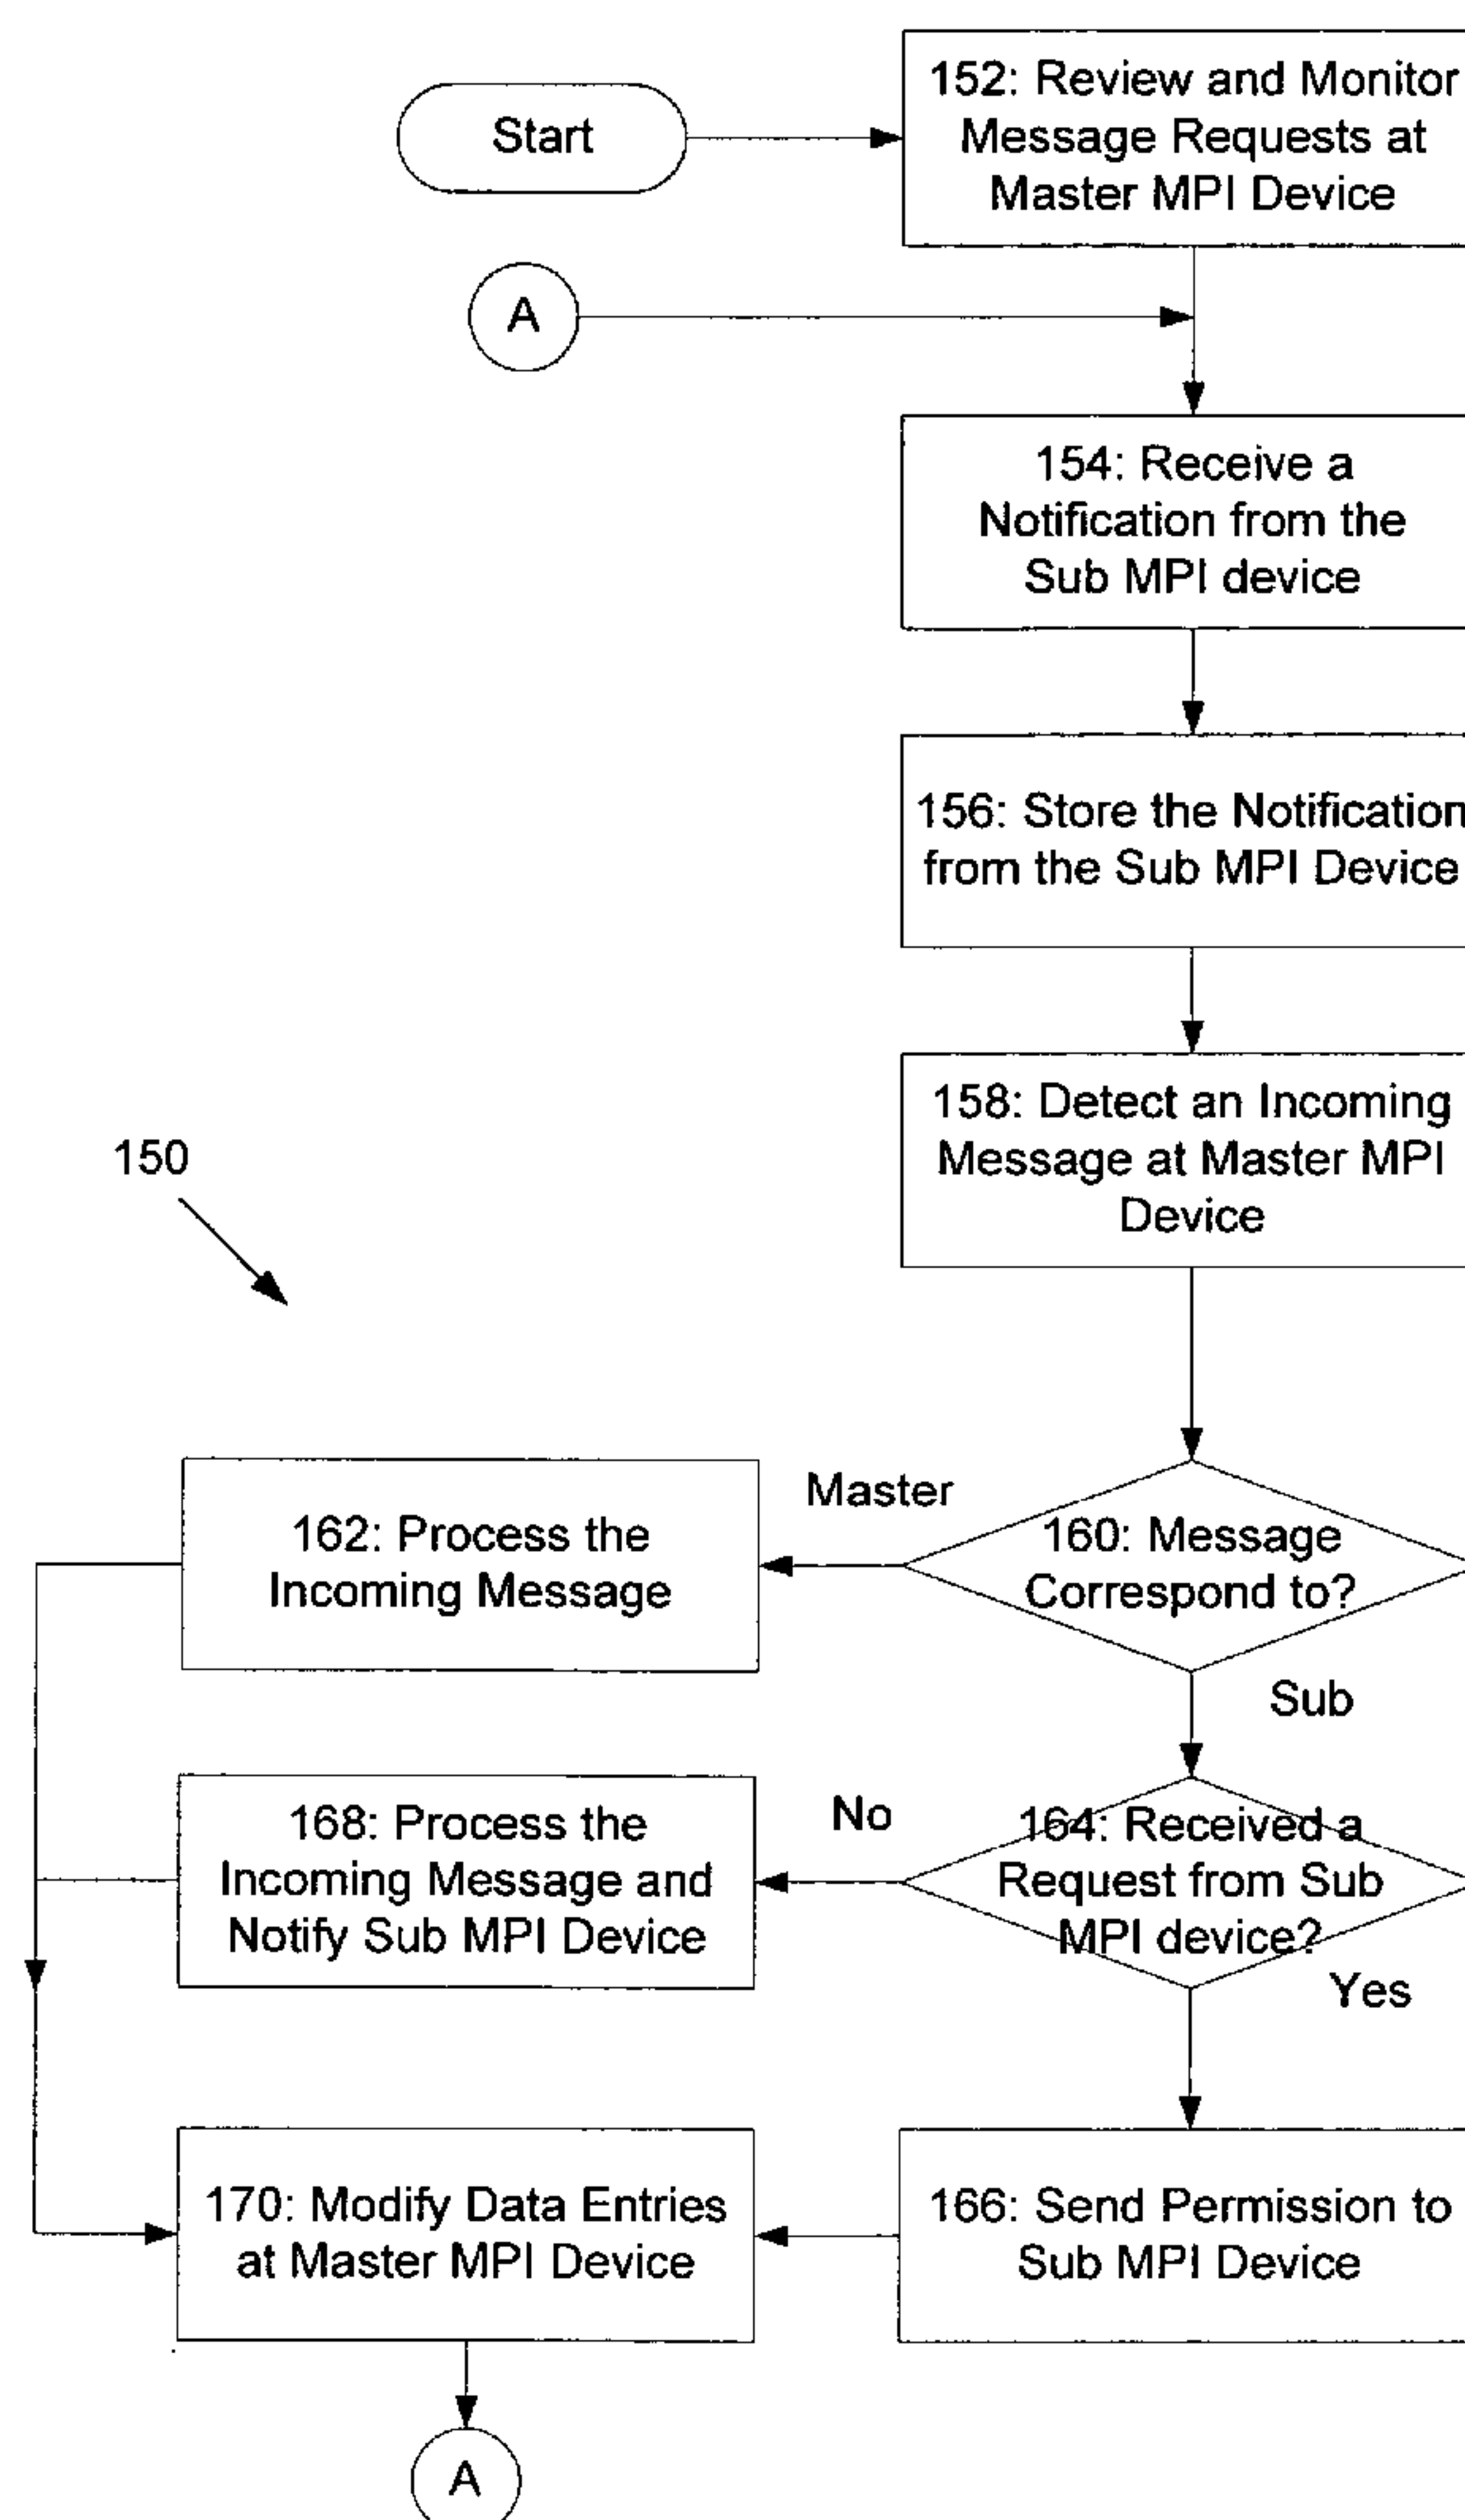 Start
152: Review and Monitor
Message Requests at
Master MPI Device
A
154: Receive a
Notification from the
Sub MPI device
156: Store the Notification
from the Sub MPI Device
158: Detect an Incoming
Message at Master MPI
Device
150
Master
162: Process the
Incoming Message
160: Message
Correspond to?
Sub
No
168: Process the
Incoming Message and
Notify Sub MPI Device
164: Received a
Request from Sub
MPI device?
Yes
170: Modify Data Entries
at Master MPI Device
166: Send Permission to
Sub MPI Device
A